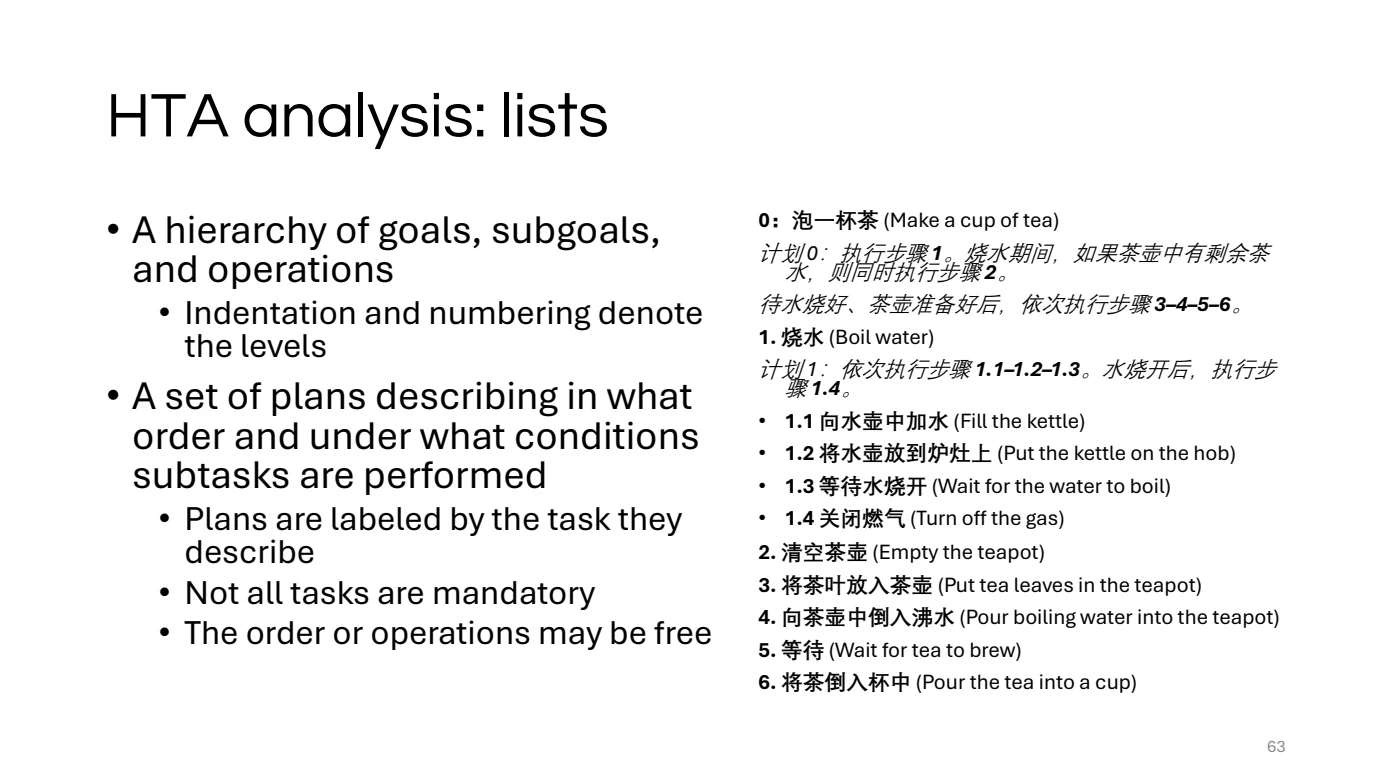 HTA analysis: lists
• A hierarchy of goals, subgoals,
and operations
• Indentation and numbering denote
the levels
• A set of plans describing in what
order and under what conditions
subtasks are performed
• Plans are labeled by the task they
describe
• Not all tasks are mandatory
• The order or operations may be free
0：泡一杯茶 (Make a cup of tea)
计划0：执行步骤1。烧水期间，如果茶壶中有剩余茶
水，则同时执行步骤2。
待水烧好、茶壶准备好后，依次执行步骤3–4–5–6。
1. 烧水 (Boil water)
计划1：依次执行步骤1.1–1.2–1.3。水烧开后，执行步
骤1.4。
• 1.1 向水壶中加水 (Fill the kettle)
• 1.2 将水壶放到炉灶上 (Put the kettle on the hob)
• 1.3 等待水烧开 (Wait for the water to boil)
• 1.4 关闭燃气 (Turn off the gas)
2. 清空茶壶 (Empty the teapot)
3. 将茶叶放入茶壶 (Put tea leaves in the teapot)
4. 向茶壶中倒入沸水 (Pour boiling water into the teapot)
5. 等待 (Wait for tea to brew)
6. 将茶倒入杯中 (Pour the tea into a cup)
63